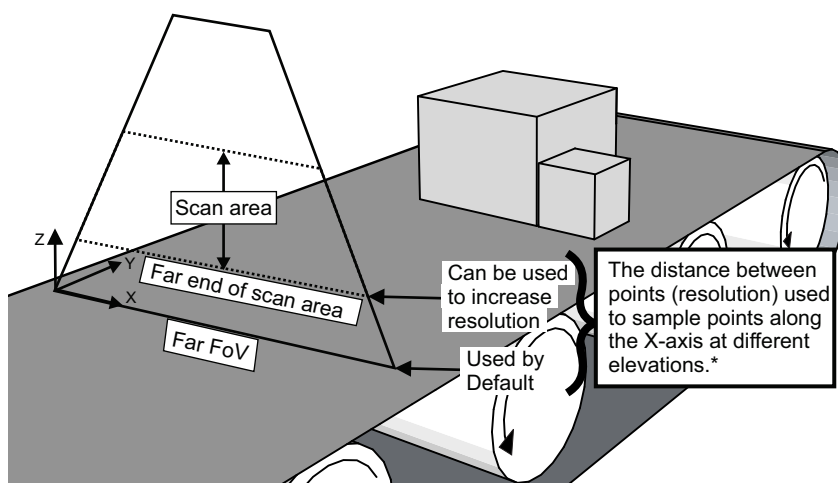 Scan area
Z
Y
X
Far end of scan area
Far FoV
Can be used
to increase
resolution
Used by
Default
The distance between
points (resolution) used
to sample points along
the X-axis at different
elevations.*